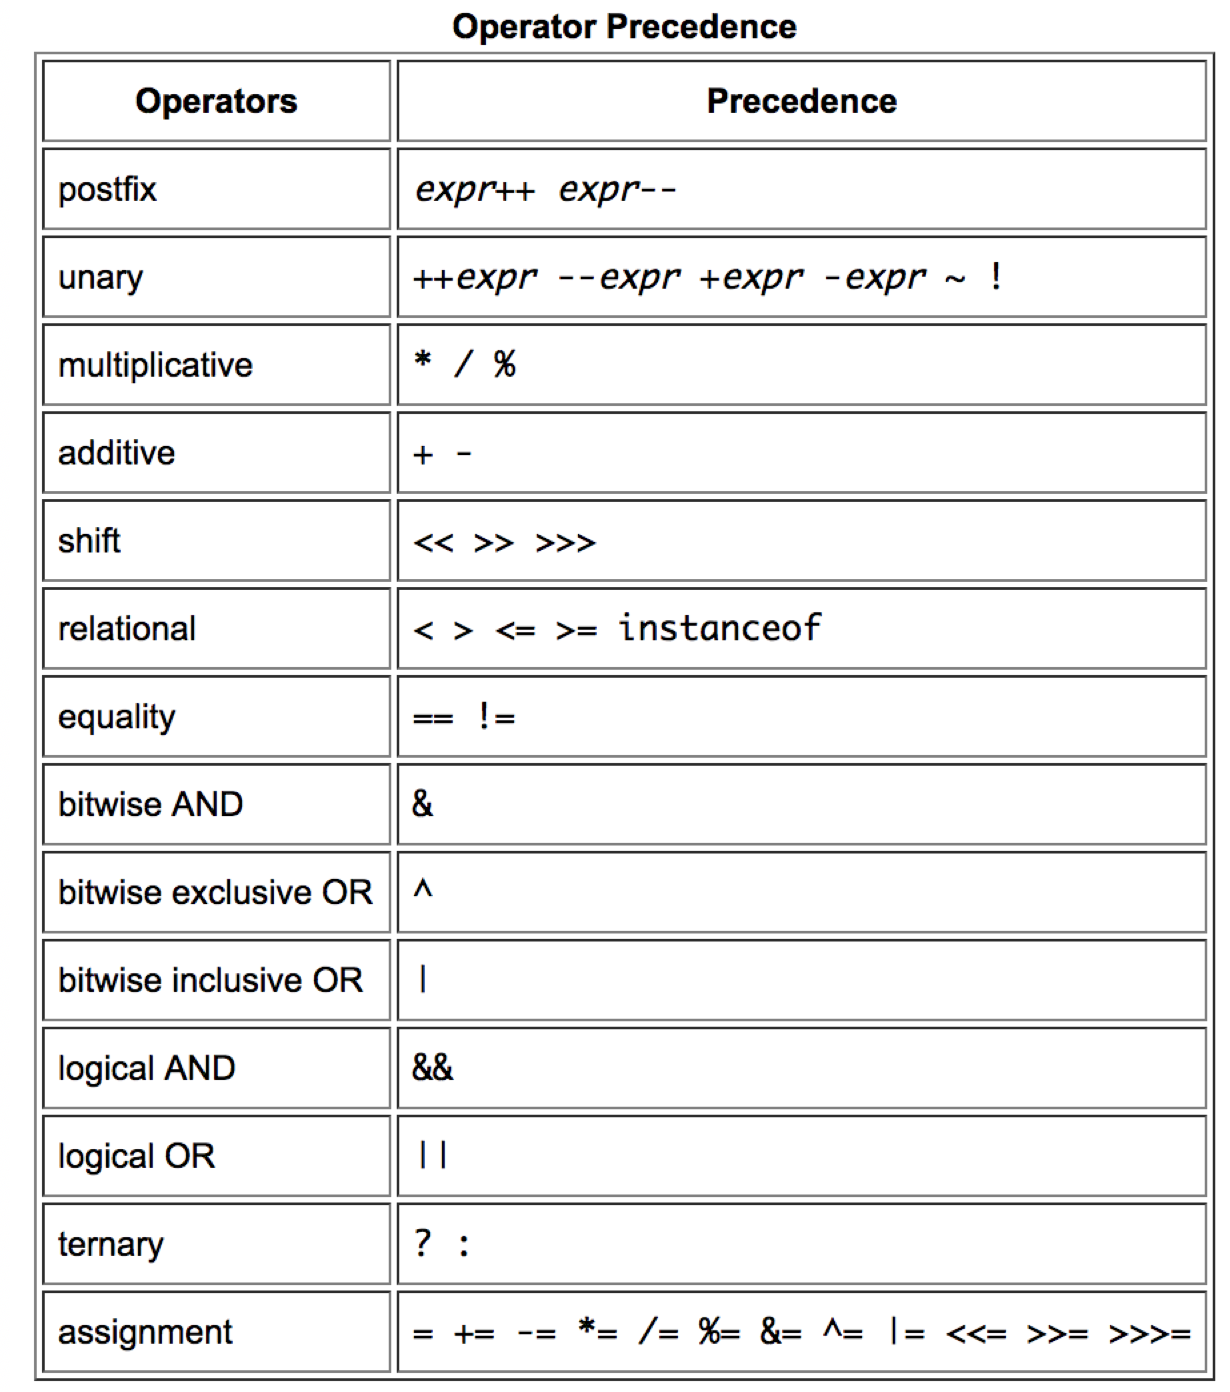 Operator Precedence
Operators Precedence
postfix expr++ expr--
unary ++expr --expr +expr -expr ~ !
multiplicative * / %
additive + -
shift << >> >>>
relational < > <= >= instanceof
equality == !=
bitwise AND &
bitwise exclusive OR ^
bitwise inclusive OR |
logical AND &&
logical OR ||
ternary ? :
assignment = += -= *= /= %= &= ^= |= <<= >>= >>>=